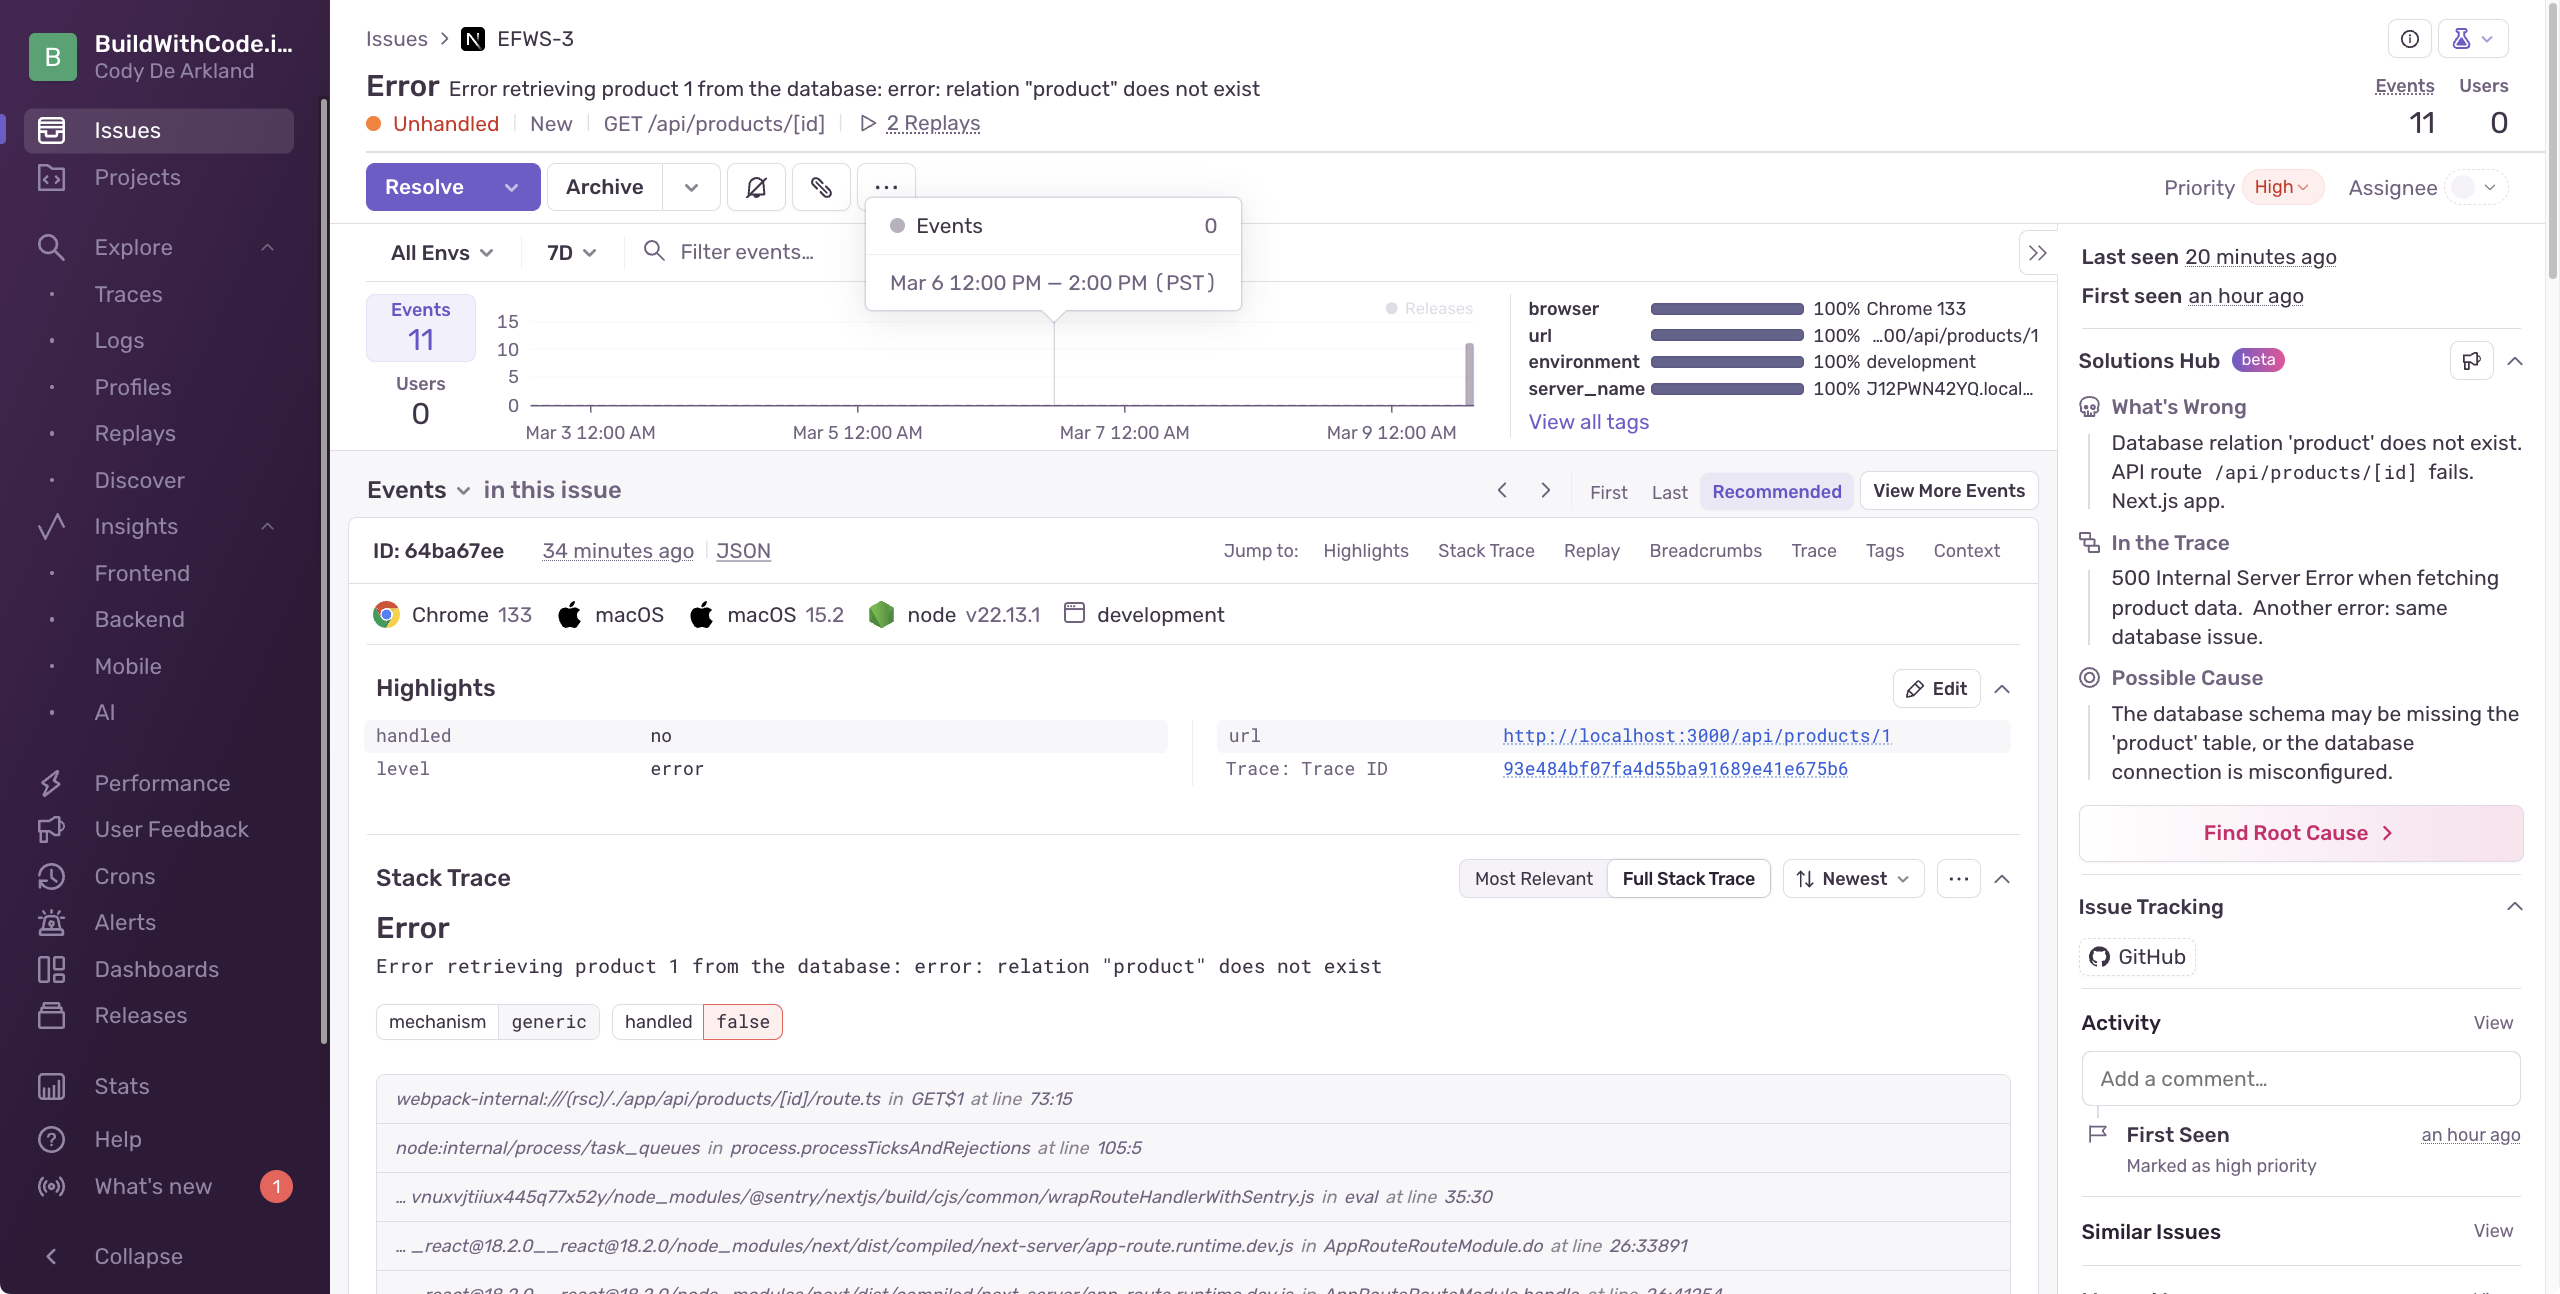 B
BuildWithCode.i...
Cody De Arkland
Issues
Projects
Explore
Traces
Logs
Profiles
Replays
Discover
Insights
Frontend
Backend
Mobile
AI
Performance
User Feedback
Crons
Alerts
Dashboards
Releases
Stats
Help
What's new 1
Collapse
Issues > N EFWS-3
Error Error retrieving product 1 from the database: error: relation "product" does not exist
Unhandled New GET /api/products/[id] 2 Replays
Events Users
11 0
Resolve Archive ...
Priority High Assignee
All Envs 7D Filter events...
Events 0
Mar 6 12:00 PM — 2:00 PM (PST)
Events
11
Users
0
15
10
5
0
Releases
Mar 3 12:00 AM Mar 5 12:00 AM Mar 7 12:00 AM Mar 9 12:00 AM
browser 100% Chrome 133
url 100% ...00/api/products/1
environment 100% development
server_name 100% J12PWN42YQ.local...
View all tags
Events in this issue
First Last Recommended View More Events
ID: 64ba67ee 34 minutes ago JSON
Jump to: Highlights Stack Trace Replay Breadcrumbs Trace Tags Context
Chrome 133 macOS macOS 15.2 node v22.13.1 development
Highlights Edit
handled no
level error
url http://localhost:3000/api/products/1
Trace: Trace ID 93e484bf07fa4d55ba91689e41e675b6
Stack Trace Most Relevant Full Stack Trace Newest ...
Error
Error retrieving product 1 from the database: error: relation "product" does not exist
mechanism generic handled false
webpack-internal:///(rsc)/./app/api/products/[id]/route.ts in GET$1 at line 73:15
node:internal/process/task_queues in process.processTicksAndRejections at line 105:5
... vnuxvjtiiux445q77x52y/node_modules/@sentry/nextjs/build/cjs/common/wrapRouteHandlerWithSentry.js in eval at line 35:30
... _react@18.2.0__react@18.2.0/node_modules/next/dist/compiled/next-server/app-route.runtime.dev.js in AppRouteRouteModule.do at line 26:33891
Last seen 20 minutes ago
First seen an hour ago
Solutions Hub beta
What's Wrong
Database relation 'product' does not exist.
API route /api/products/[id] fails.
Next.js app.
In the Trace
500 Internal Server Error when fetching
product data. Another error: same
database issue.
Possible Cause
The database schema may be missing the
'product' table, or the database
connection is misconfigured.
Find Root Cause >
Issue Tracking
GitHub
Activity View
Add a comment...
First Seen an hour ago
Marked as high priority
Similar Issues View